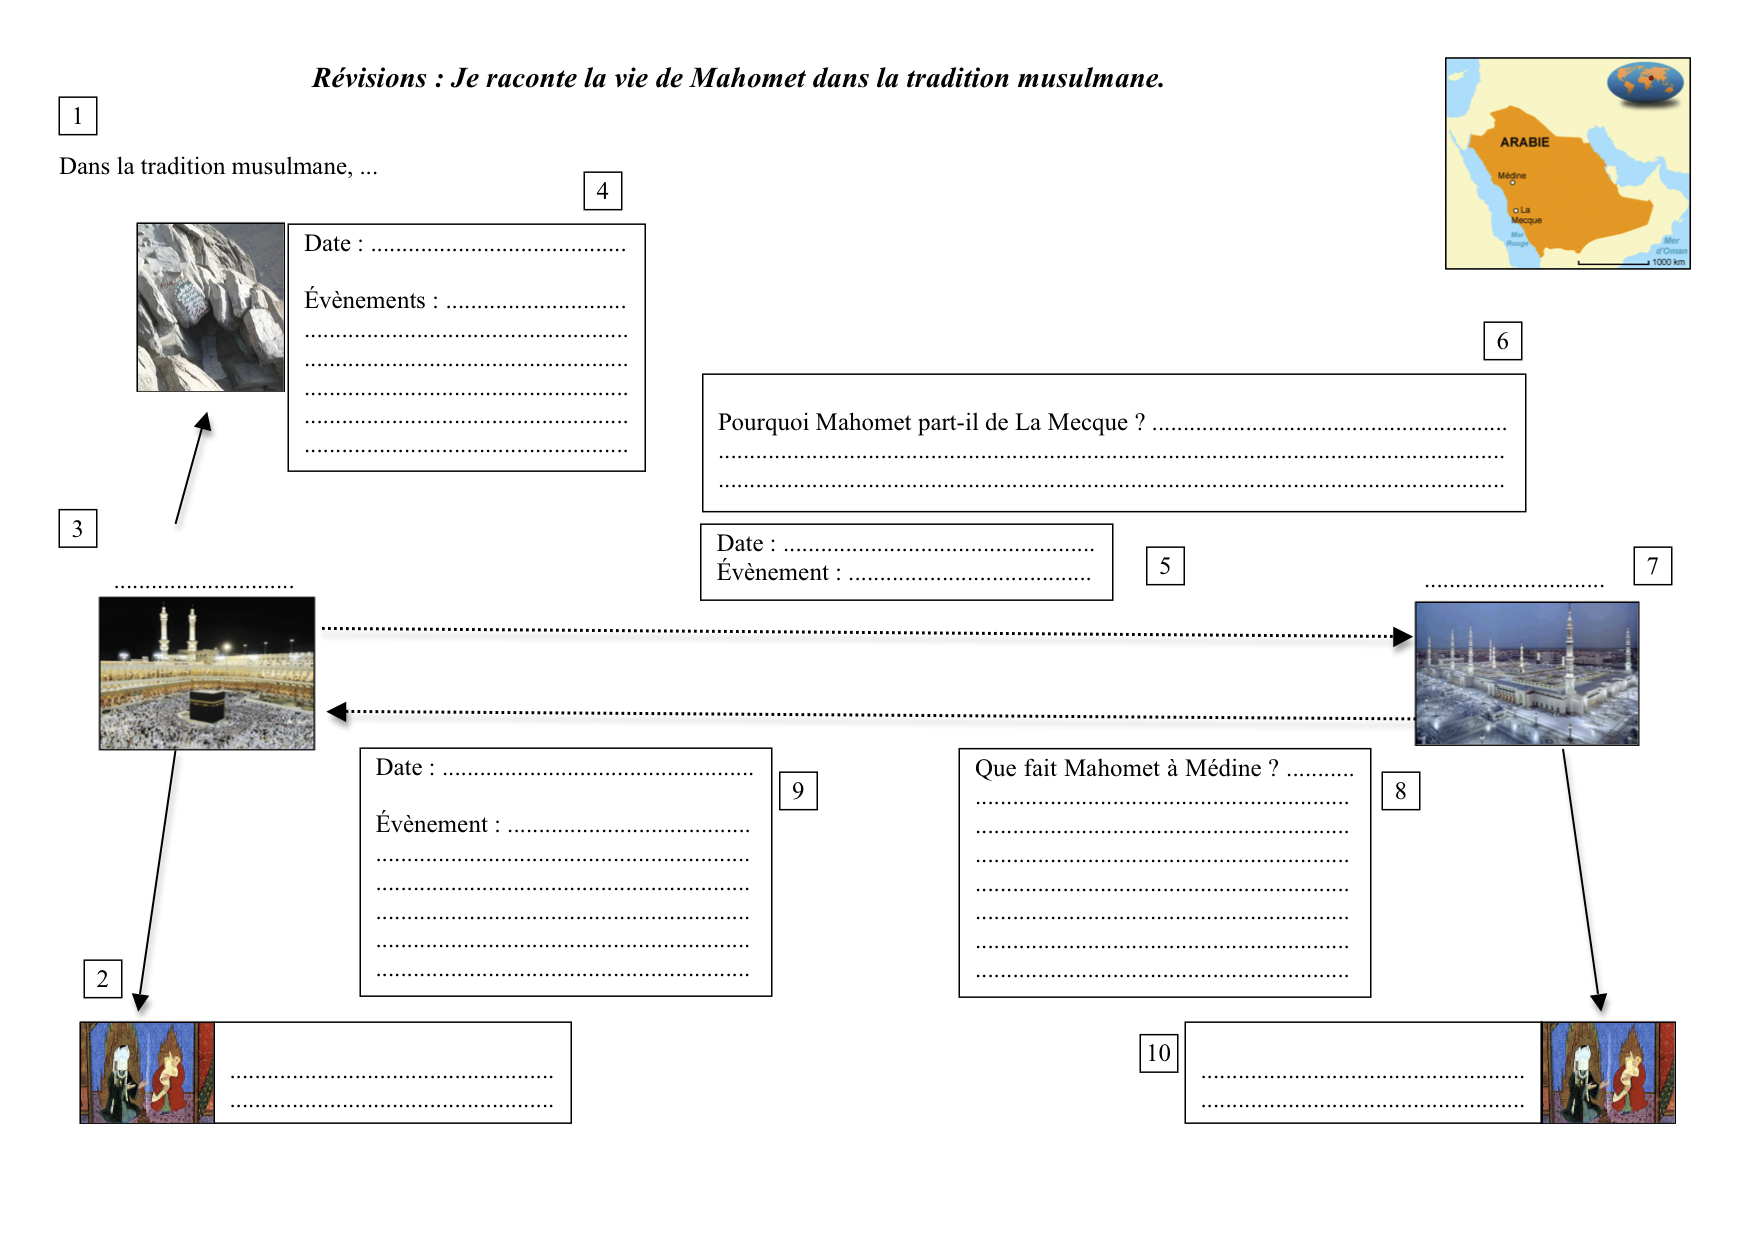 Révisions : Je raconte la vie de Mahomet dans la tradition musulmane.
1
Dans la tradition musulmane, ...
4
Date : .........................................
Évènements : .............................
....................................................
....................................................
....................................................
....................................................
....................................................
ARABIE
Médine
La
Mecque
Mer
Rouge
Mer
d'Oman
1000 km
6
Pourquoi Mahomet part-il de La Mecque ? .........................................................
..............................................................................................................................
..............................................................................................................................
3
.............................
Date : ..................................................
Évènement : .......................................
5
.............................
7
Date : ..................................................
Évènement : .......................................
............................................................
............................................................
............................................................
............................................................
............................................................
9
Que fait Mahomet à Médine ? ...........
............................................................
............................................................
............................................................
............................................................
............................................................
............................................................
............................................................
8
2
....................................................
....................................................
10
....................................................
....................................................